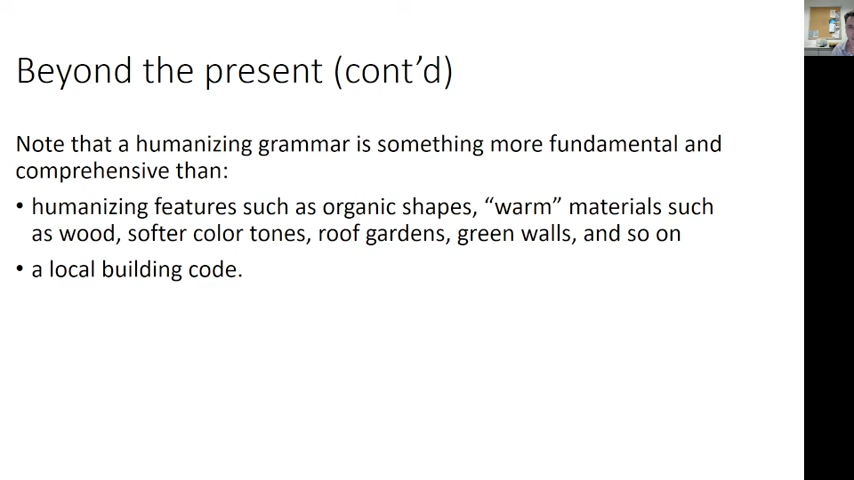 Beyond the present (cont’d)
Note that a humanizing grammar is something more fundamental and
comprehensive than:
• humanizing features such as organic shapes, “warm” materials such
as wood, softer color tones, roof gardens, green walls, and so on
• a local building code.